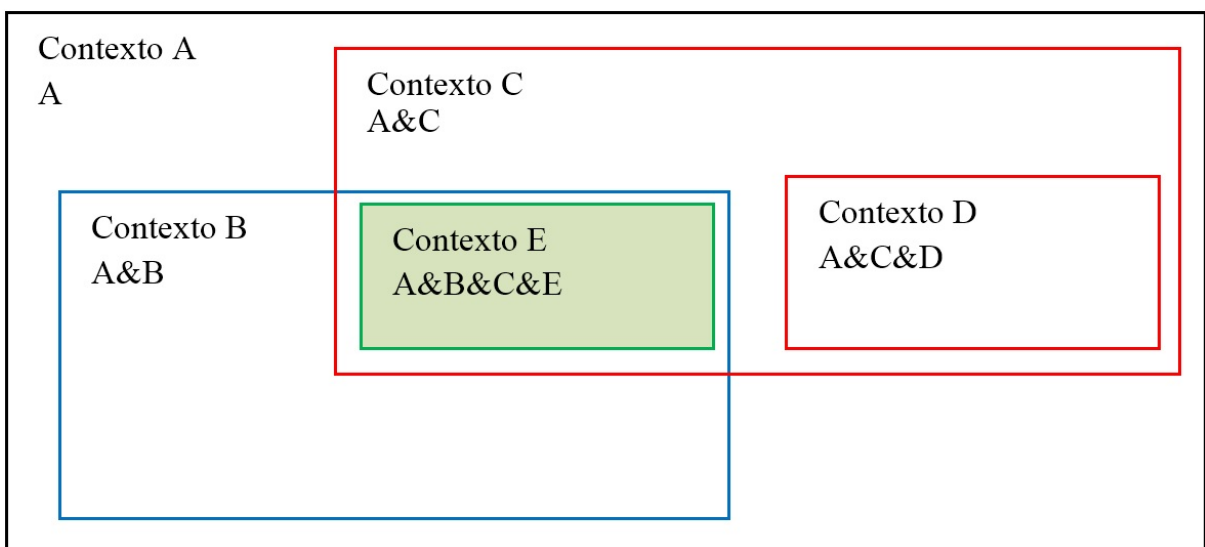 Contexto A
A
Contexto C
A&C
Contexto B
A&B
Contexto E
A&B&C&E
Contexto D
A&C&D